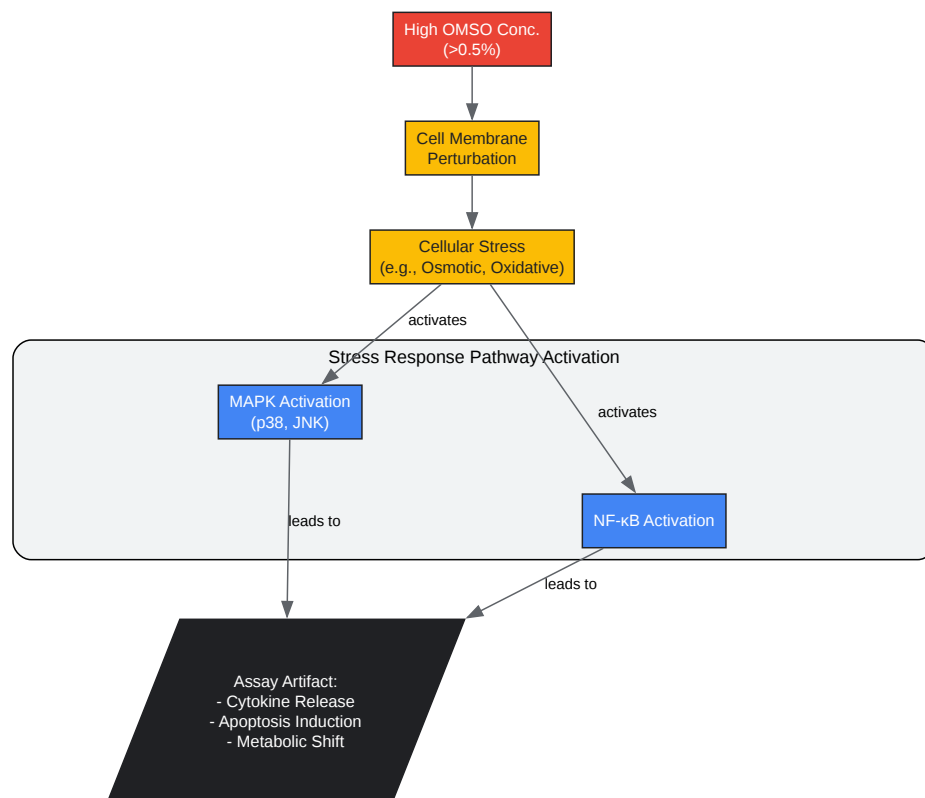 High OMSO Conc.
(>0.5%)
Cell Membrane
Perturbation
Cellular Stress
(e.g., Osmotic, Oxidative)
activates
Stress Response Pathway Activation
MAPK Activation
(p38, JNK)
activates
leads to
NF-κB Activation
leads to
Assay Artifact:
- Cytokine Release
- Apoptosis Induction
- Metabolic Shift